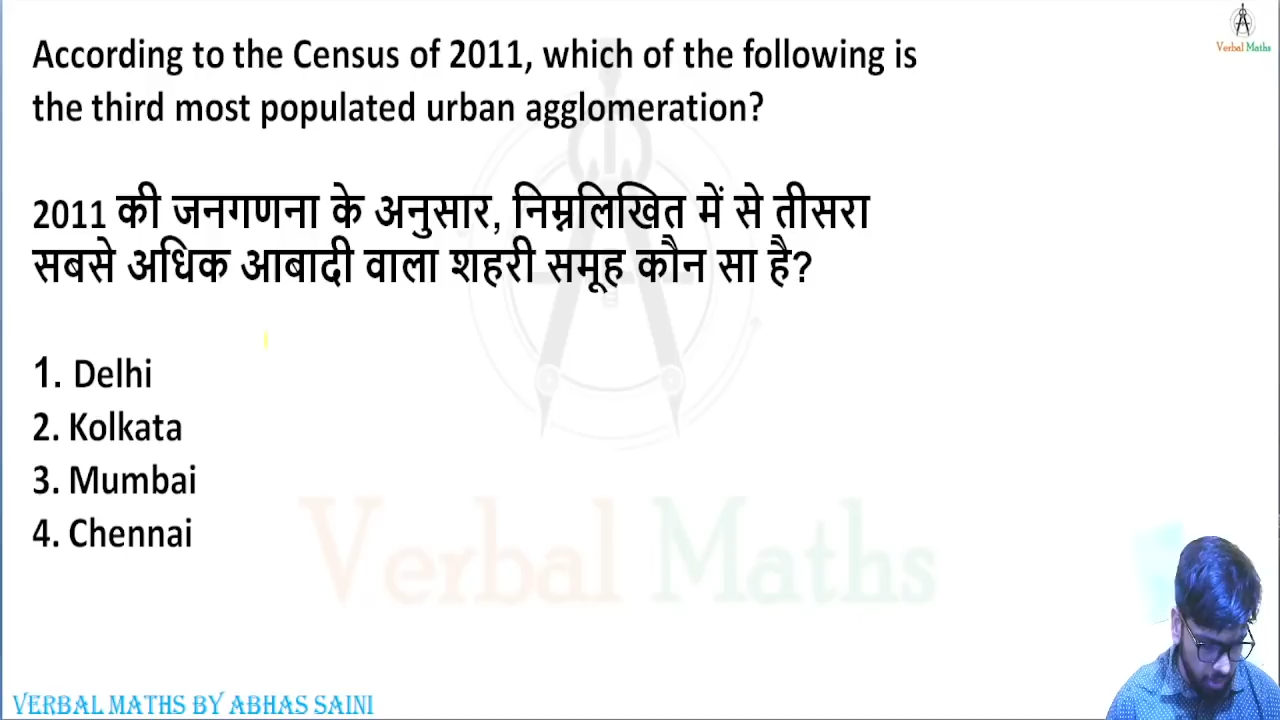 According to the Census of 2011, which of the following is
the third most populated urban agglomeration?
2011 की जनगणना के अनुसार, निम्नलिखित में से तीसरा
सबसे अधिक आबादी वाला शहरी समूह कौन सा है?
1. Delhi
2. Kolkata
3. Mumbai
4. Chennai
Verbal Maths
Verbal Maths
VERBAL MATHS BY ABHAS SAINI